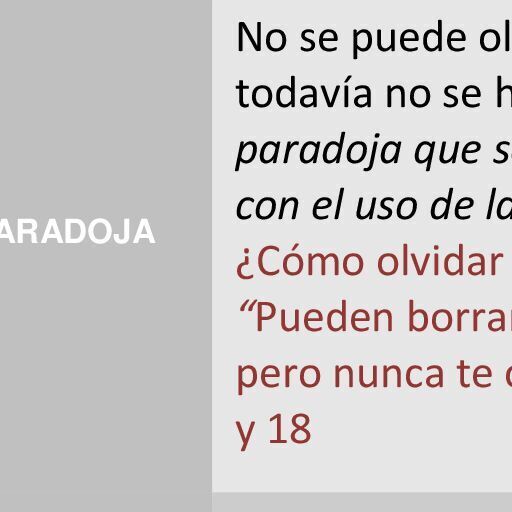 ARADOJA
No se puede ol
todavía no se h
paradoja que s
con el uso de la
¿Cómo olvidar
“Pueden borrar
pero nunca te
y 18